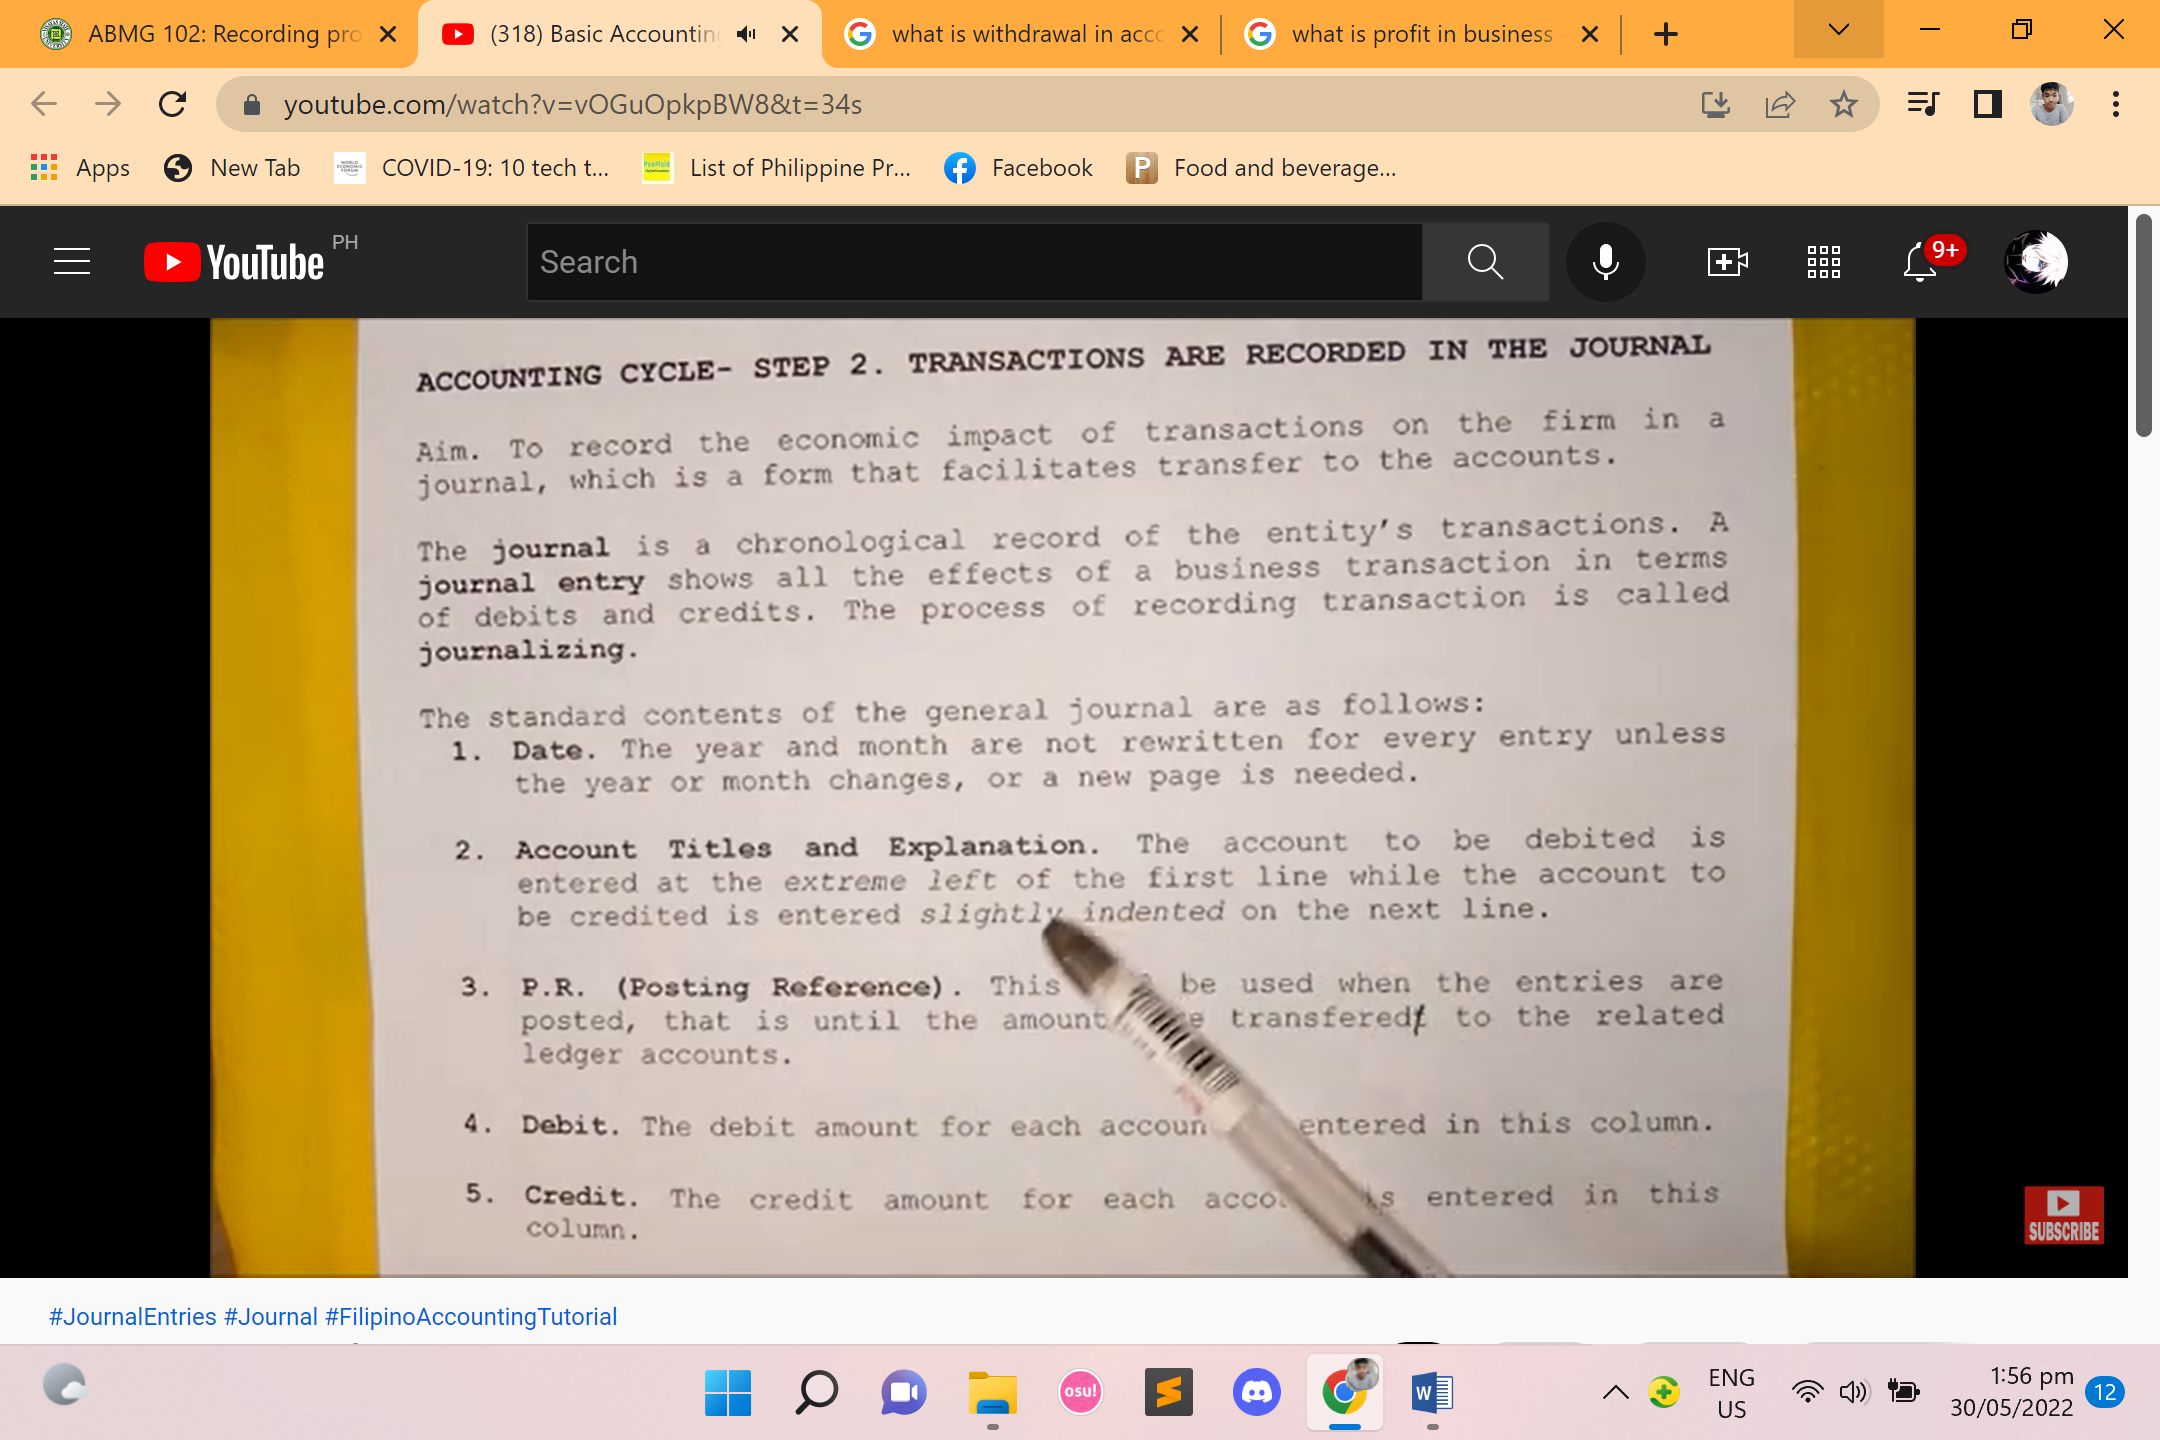 ABMG 102: Recording pro
(318) Basic Accountin
what is withdrawal in acco
what is profit in business
youtube.com/watch?v=vOGuOpkpBW8&t=34s
Apps
New Tab
COVID-19: 10 tech t...
List of Philippine Pr...
Facebook
Food and beverage...
YouTube PH
Search
9+
ACCOUNTING CYCLE- STEP 2. TRANSACTIONS ARE RECORDED IN THE JOURNAL
Aim. To record the economic impact of transactions on the firm in a
journal, which is a form that facilitates transfer to the accounts.
The journal is a chronological record of the entity's transactions. A
journal entry shows all the effects of a business transaction in terms
of debits and credits. The process of recording transaction is called
journalizing.
The standard contents of the general journal are as follows:
1. Date. The year and month are not rewritten for every entry unless
the year or month changes, or a new page is needed.
2. Account Titles and Explanation. The account to be debited is
entered at the extreme left of the first line while the account to
be credited is entered slightly indented on the next line.
3. P.R. (Posting Reference). This be used when the entries are
posted, that is until the amount transfered to the related
ledger accounts.
4. Debit. The debit amount for each accoun entered in this column.
5. Credit. The credit amount for each acco is entered in this
column.
SUBSCRIBE
#JournalEntries #Journal #FilipinoAccountingTutorial
osu!
W
ENG
US
1:56 pm
30/05/2022
12